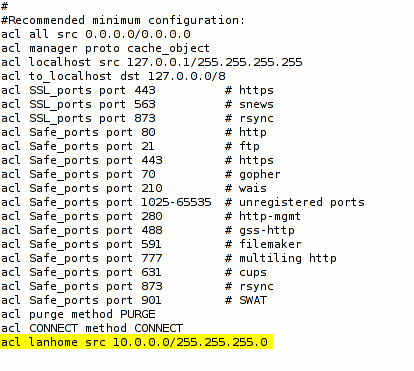 #
#Recommended minimum configuration:
acl all src 0.0.0.0/0.0.0.0
acl manager proto cache_object
acl localhost src 127.0.0.1/255.255.255.255
acl to_localhost dst 127.0.0.0/8
acl SSL_ports port 443 # https
acl SSL_ports port 563 # snews
acl SSL_ports port 873 # rsync
acl Safe_ports port 80 # http
acl Safe_ports port 21 # ftp
acl Safe_ports port 443 # https
acl Safe_ports port 70 # gopher
acl Safe_ports port 210 # wais
acl Safe_ports port 1025-65535 # unregistered ports
acl Safe_ports port 280 # http-mgmt
acl Safe_ports port 488 # gss-http
acl Safe_ports port 591 # filemaker
acl Safe_ports port 777 # multiling http
acl Safe_ports port 631 # cups
acl Safe_ports port 873 # rsync
acl Safe_ports port 901 # SWAT
acl purge method PURGE
acl CONNECT method CONNECT
acl lanhome src 10.0.0.0/255.255.255.0